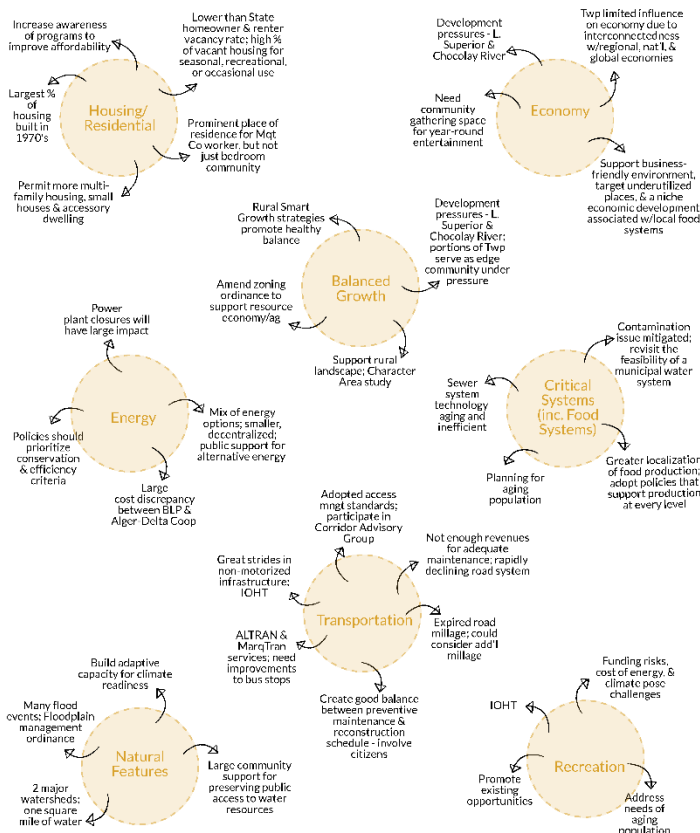 Increase awareness
of programs to
improve affordability
Lower than State
homeowner & renter
vacancy rate; high %
of vacant housing for
seasonal, recreational,
or occasional use
Largest %
of
housing
built in
1970's
Housing/
Residential
Prominent place of
residence for Mqt
Co worker, but not
just bedroom
community
Permit more multi-
family housing, small
houses & accessory
dwelling
Development
pressures - L.
Superior &
Chocolay River
Twp limited influence
on economy due to
interconnectedness
w/regional, nat'l, &
global economies
Need
community
gathering space
for year-round
entertainment
Economy
Support business-
friendly environment,
target underutilized
places, & a niche
economic development
associated w/local food
systems
Rural Smart
Growth strategies
promote healthy
balance
Development
pressures - L.
Superior &
Chocolay River;
portions of Twp
serve as edge
community under
pressure
Amend zoning
ordinance to
support resource
economy/ag
Balanced
Growth
Support rural
landscape; Character
Area study
Power
plant closures will
have large impact
Energy
Policies should
prioritize
conservation
& efficiency
criteria
Mix of energy
options; smaller,
decentralized;
public support for
alternative energy
Large
cost discrepancy
between BLP &
Alger-Delta Coop
Contamination
issue mitigated;
revisit the
feasibility of a
municipal water
system
Sewer
system
technology
aging and
inefficient
Critical
Systems
(inc. Food
Systems)
Planning for
aging
population
Greater localization
of food production;
adopt policies that
support production
at every level
Adopted access
mngt standards;
participate in
Corridor Advisory
Group
Not enough revenues
for adequate
maintenance; rapidly
declining road system
Great strides in
non-motorized
infrastructure;
IOHT
Transportation
ALTRAN &
MarqTran
services; need
improvements
to bus stops
Expired road
millage; could
consider add'l
millage
Create good balance
between preventive
maintenance &
reconstruction
schedule - involve
citizens
Build adaptive
capacity for climate
readiness
Many flood
events; Floodplain
management
ordinance
Natural
Features
2 major
watersheds;
one square
mile of water
Large community
support for
preserving public
access to water
resources
Funding risks,
cost of energy, &
climate pose
challenges
IOHT
Promote
existing
opportunities
Recreation
Address
needs of
aging
population